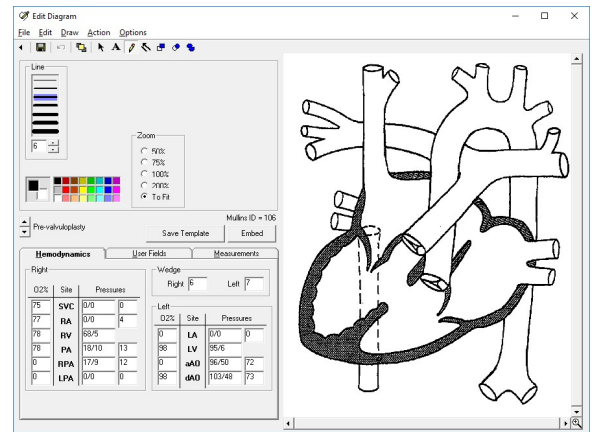 Edit Diagram
File Edit Draw Action Options
A
Line
6
Zoom
50%
75%
100%
200%
To Fit
Mullins ID = 106
Pre-valvuloplasty
Save Template Embed
Hemodynamics User Fields Measurements
Right
O2% Site Pressures
75 SVC 0/0 0
77 RA 0/0 4
78 RV 68/5
78 PA 18/10 13
0 RPA 17/9 12
0 LPA 0/0 0
Wedge
Right 6 Left 7
Left
O2% Site Pressures
0 LA 0/0 0
98 LV 95/6
0 aAO 96/50 72
98 dAO 103/48 73